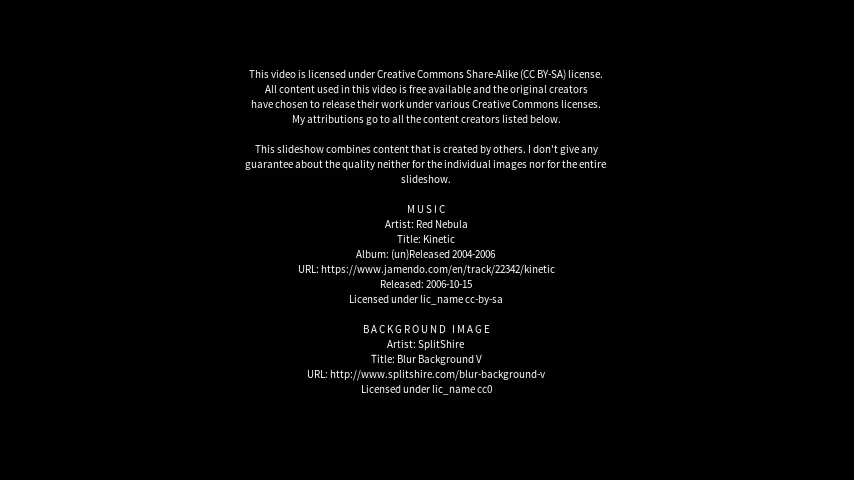 This video is licensed under Creative Commons Share-Alike (CC BY-SA) license.
All content used in this video is free available and the original creators
have chosen to release their work under various Creative Commons licenses.
My attributions go to all the content creators listed below.
This slideshow combines content that is created by others. I don't give any
guarantee about the quality neither for the individual images nor for the entire
slideshow.
MUSIC
Artist: Red Nebula
Title: Kinetic
Album: (un)Released 2004-2006
URL: https://www.jamendo.com/en/track/22342/kinetic
Released: 2006-10-15
Licensed under lic_name cc-by-sa
BACKGROUND IMAGE
Artist: SplitShire
Title: Blur Background V
URL: http://www.splitshire.com/blur-background-v
Licensed under lic_name cc0